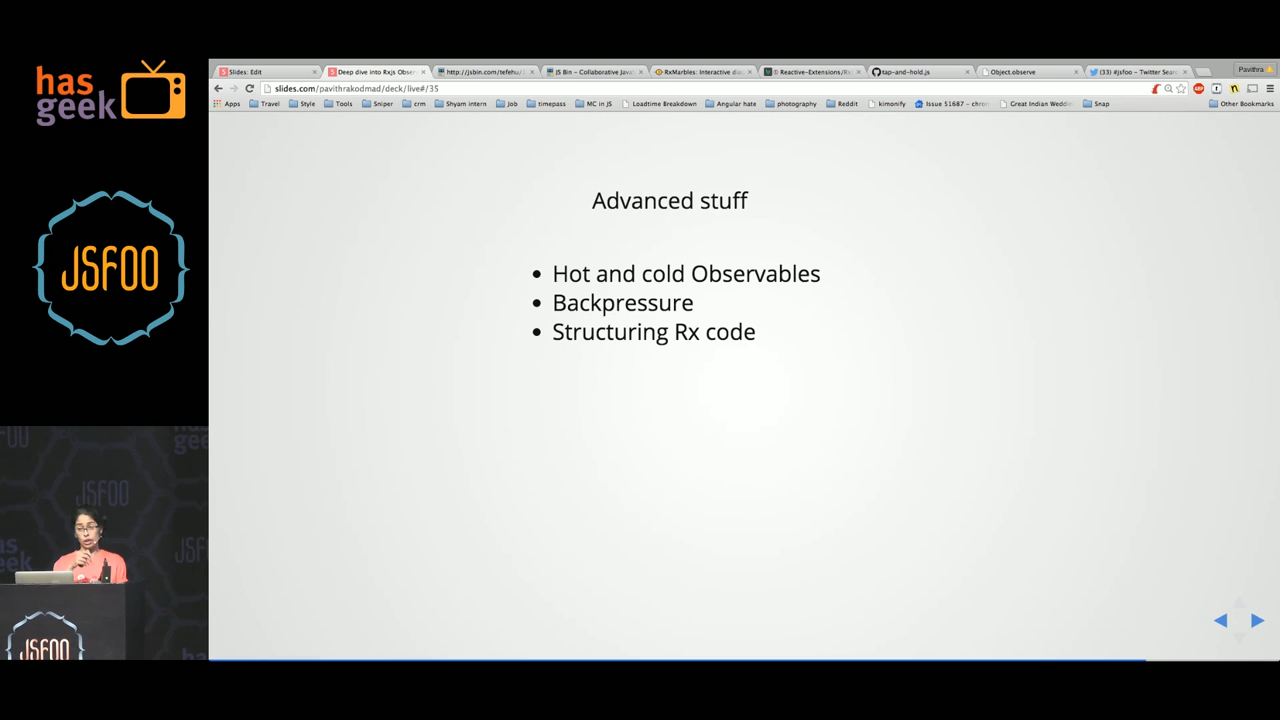 has
geek
JSFOO
Slides: Edit
Deep dive into Rxjs Obser
http://jsbin.com/tefehu/
JS Bin - Collaborative Java
RxMarbles: Interactive dia
Reactive-Extensions/Rx
tap-and-hold.js
Object.observe
(33) #jsfoo - Twitter Sear
Pavithra
slides.com/pavithrakodmad/deck/live#/35
Apps Travel Style Tools Sniper crm Shyam intern Job timepass MC in JS Loadtime Breakdown Angular hate photography Reddit kimonify Issue 51687 - chro Great Indian Weddi Snap Other Bookmarks
Advanced stuff
• Hot and cold Observables
• Backpressure
• Structuring Rx code
JSFOO
JSFOO